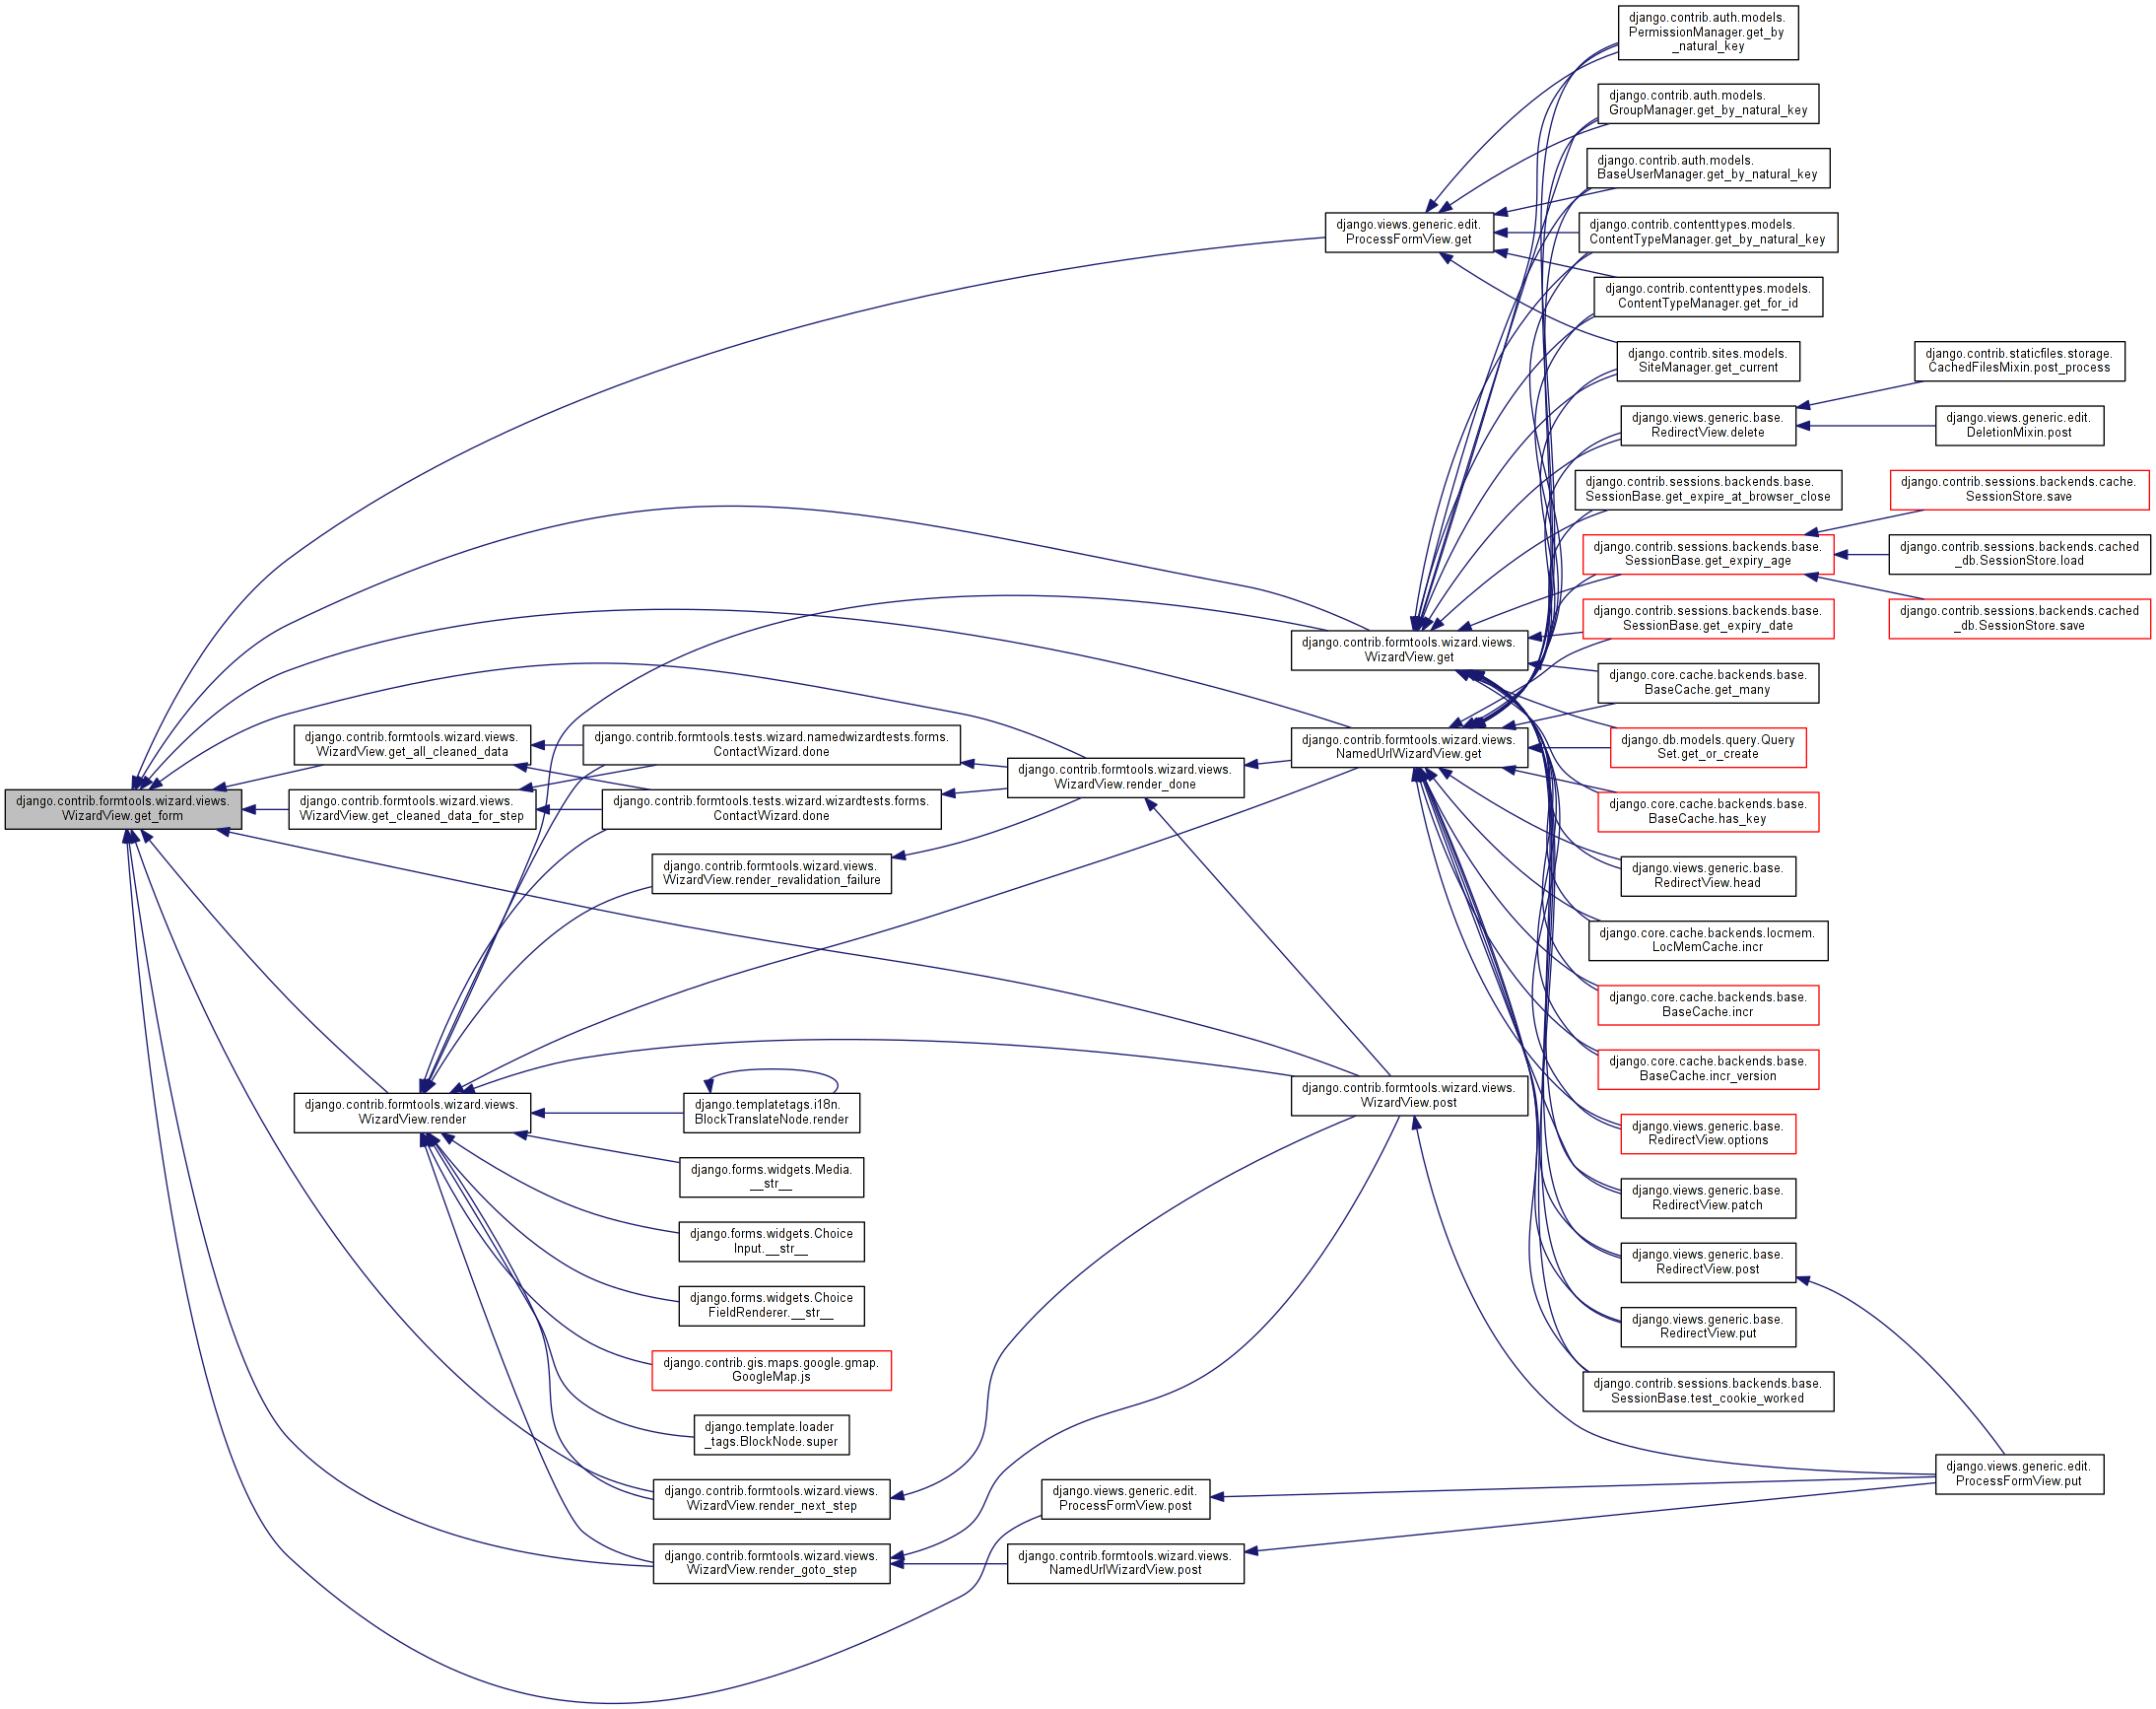 django.contrib.formtools.wizard.views.
WizardView.get_form
django.contrib.formtools.wizard.views.
WizardView.get_all_cleaned_data
django.contrib.formtools.wizard.views.
WizardView.get_cleaned_data_for_step
django.contrib.formtools.wizard.views.
WizardView.render
django.contrib.formtools.tests.wizard.namedwizardtests.forms.
ContactWizard.done
django.contrib.formtools.tests.wizard.wizardtests.forms.
ContactWizard.done
django.contrib.formtools.wizard.views.
WizardView.render_revalidation_failure
django.templatetags.i18n.
BlockTranslateNode.render
django.forms.widgets.Media.
__str__
django.forms.widgets.Choice
Input.__str__
django.forms.widgets.Choice
FieldRenderer.__str__
django.contrib.gis.maps.google.gmap.
GoogleMap.js
django.template.loader
_tags.BlockNode.super
django.contrib.formtools.wizard.views.
WizardView.render_next_step
django.contrib.formtools.wizard.views.
WizardView.render_goto_step
django.contrib.formtools.wizard.views.
WizardView.render_done
django.views.generic.edit.
ProcessFormView.post
django.contrib.formtools.wizard.views.
NamedUrlWizardView.post
django.views.generic.edit.
ProcessFormView.get
django.contrib.formtools.wizard.views.
WizardView.get
django.contrib.formtools.wizard.views.
NamedUrlWizardView.get
django.contrib.formtools.wizard.views.
WizardView.post
django.contrib.auth.models.
PermissionManager.get_by
_natural_key
django.contrib.auth.models.
GroupManager.get_by_natural_key
django.contrib.auth.models.
BaseUserManager.get_by_natural_key
django.contrib.contenttypes.models.
ContentTypeManager.get_by_natural_key
django.contrib.contenttypes.models.
ContentTypeManager.get_for_id
django.contrib.sites.models.
SiteManager.get_current
django.views.generic.base.
RedirectView.delete
django.contrib.sessions.backends.base.
SessionBase.get_expire_at_browser_close
django.contrib.sessions.backends.base.
SessionBase.get_expiry_age
django.contrib.sessions.backends.base.
SessionBase.get_expiry_date
django.core.cache.backends.base.
BaseCache.get_many
django.db.models.query.Query
Set.get_or_create
django.core.cache.backends.base.
BaseCache.has_key
django.views.generic.base.
RedirectView.head
django.core.cache.backends.locmem.
LocMemCache.incr
django.core.cache.backends.base.
BaseCache.incr
django.core.cache.backends.base.
BaseCache.incr_version
django.views.generic.base.
RedirectView.options
django.views.generic.base.
RedirectView.patch
django.views.generic.base.
RedirectView.post
django.views.generic.base.
RedirectView.put
django.contrib.sessions.backends.base.
SessionBase.test_cookie_worked
django.contrib.staticfiles.storage.
CachedFilesMixin.post_process
django.views.generic.edit.
DeletionMixin.post
django.contrib.sessions.backends.cache.
SessionStore.save
django.contrib.sessions.backends.cached
_db.SessionStore.load
django.contrib.sessions.backends.cached
_db.SessionStore.save
django.views.generic.edit.
ProcessFormView.put